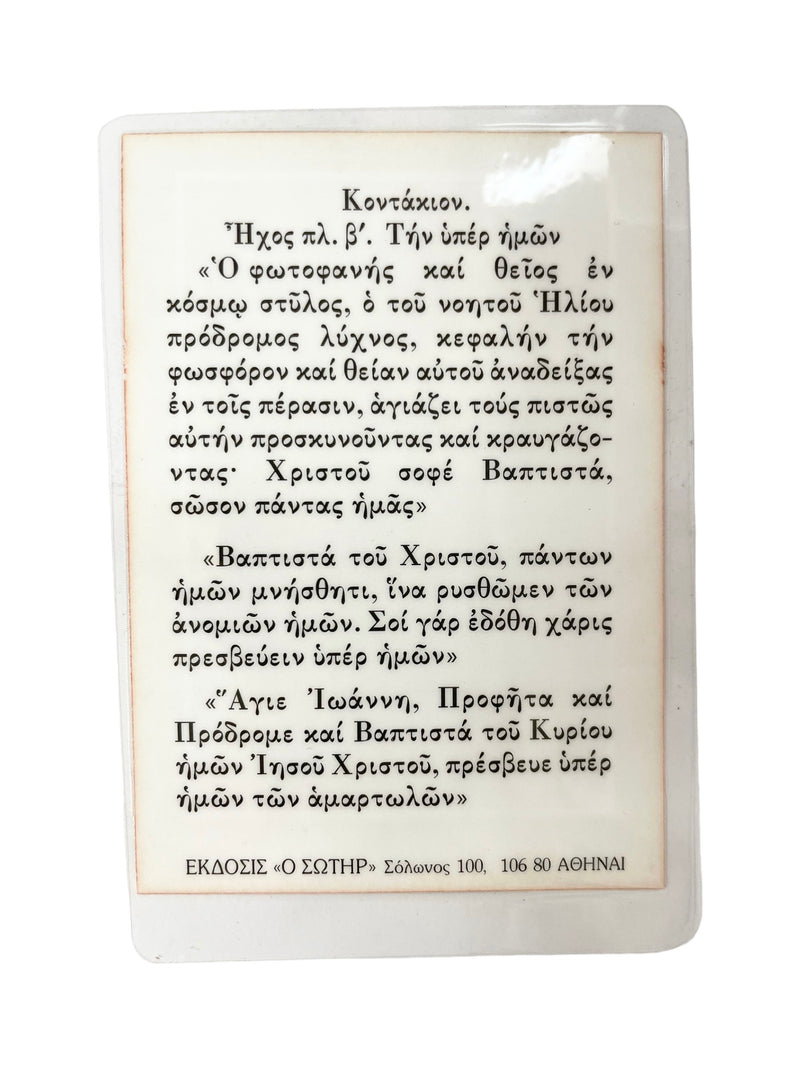 Κοντάκιον.
Ἦχος πλ. β΄. Τήν ὑπέρ ἡμῶν
«Ὁ φωτοφανής καί θεῖος ἐν
κόσμῳ στῦλος, ὁ τοῦ νοητοῦ Ἡλίου
πρόδρομος λύχνος, κεφαλήν τήν
φωσφόρον καί θείαν αὐτοῦ ἀναδείξας
ἐν τοῖς πέρασιν, ἁγιάζει τούς πιστῶς
αὐτήν προσκυνοῦντας καί κραυγάζο-
ντας· Χριστοῦ σοφέ Βαπτιστά,
σῶσον πάντας ἡμᾶς»
«Βαπτιστά τοῦ Χριστοῦ, πάντων
ἡμῶν μνήσθητι, ἵνα ρυσθῶμεν τῶν
ἀνομιῶν ἡμῶν. Σοί γάρ ἐδόθη χάρις
πρεσβεύειν ὑπέρ ἡμῶν»
«Ἅγιε Ἰωάννη, Προφῆτα καί
Πρόδρομε καί Βαπτιστά τοῦ Κυρίου
ἡμῶν Ἰησοῦ Χριστοῦ, πρέσβευε ὑπέρ
ἡμῶν τῶν ἁμαρτωλῶν»
ΕΚΔΟΣΙΣ «Ο ΣΩΤΗΡ» Σόλωνος 100, 106 80 ΑΘΗΝΑΙ